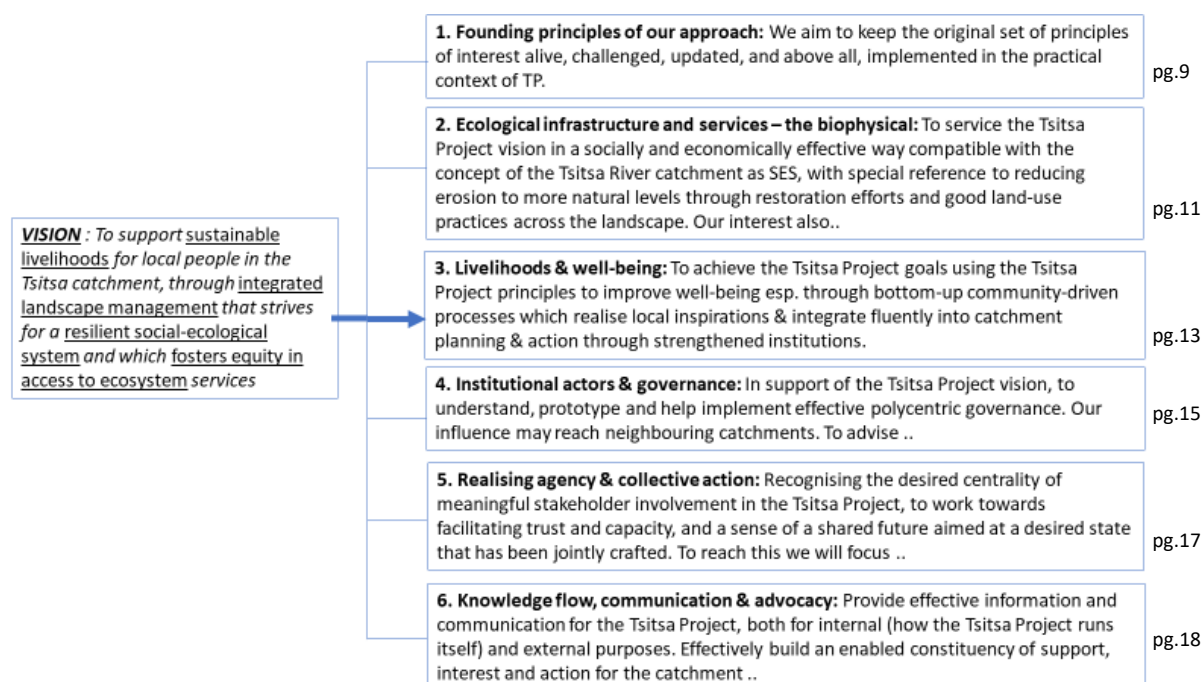 VISION : To support sustainable
livelihoods for local people in the
Tsitsa catchment, through integrated
landscape management that strives
for a resilient social-ecological
system and which fosters equity in
access to ecosystem services
1. Founding principles of our approach: We aim to keep the original set of principles
of interest alive, challenged, updated, and above all, implemented in the practical
context of TP.
pg.9
2. Ecological infrastructure and services – the biophysical: To service the Tsitsa
Project vision in a socially and economically effective way compatible with the
concept of the Tsitsa River catchment as SES, with special reference to reducing
erosion to more natural levels through restoration efforts and good land-use
practices across the landscape. Our interest also..
pg.11
3. Livelihoods & well-being: To achieve the Tsitsa Project goals using the Tsitsa
Project principles to improve well-being esp. through bottom-up community-driven
processes which realise local inspirations & integrate fluently into catchment
planning & action through strengthened institutions.
pg.13
4. Institutional actors & governance: In support of the Tsitsa Project vision, to
understand, prototype and help implement effective polycentric governance. Our
influence may reach neighbouring catchments. To advise ..
pg.15
5. Realising agency & collective action: Recognising the desired centrality of
meaningful stakeholder involvement in the Tsitsa Project, to work towards
facilitating trust and capacity, and a sense of a shared future aimed at a desired state
that has been jointly crafted. To reach this we will focus ..
pg.17
6. Knowledge flow, communication & advocacy: Provide effective information and
communication for the Tsitsa Project, both for internal (how the Tsitsa Project runs
itself) and external purposes. Effectively build an enabled constituency of support,
interest and action for the catchment ..
pg.18